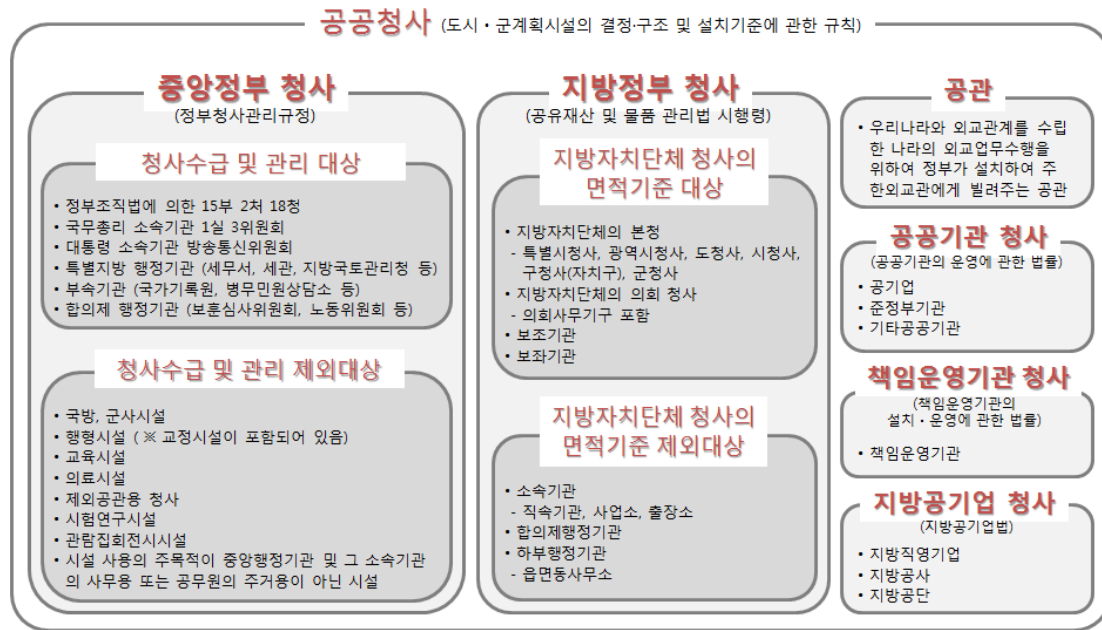 공공청사 (도시・군계획시설의 결정·구조 및 설치기준에 관한 규칙)
중앙정부 청사
(정부청사관리규정)
청사수급 및 관리 대상
• 정부조직법에 의한 15부 2처 18청
• 국무총리 소속기관 1실 3위원회
• 대통령 소속기관 방송통신위원회
• 특별지방 행정기관 (세무서, 세관, 지방국토관리청 등)
• 부속기관 (국가기록원, 병무민원상담소 등)
• 합의제 행정기관 (보훈심사위원회, 노동위원회 등)
청사수급 및 관리 제외대상
• 국방, 군사시설
• 행형시설 ( ※ 교정시설이 포함되어 있음)
• 교육시설
• 의료시설
• 제외공관용 청사
• 시험연구시설
• 관람집회전시시설
• 시설 사용의 주목적이 중앙행정기관 및 그 소속기관
의 사무용 또는 공무원의 주거용이 아닌 시설
지방정부 청사
(공유재산 및 물품 관리법 시행령)
지방자치단체 청사의
면적기준 대상
• 지방자치단체의 본청
- 특별시청사, 광역시청사, 도청사, 시청사,
구청사(자치구), 군청사
• 지방자치단체의 의회 청사
- 의회사무기구 포함
• 보조기관
• 보좌기관
지방자치단체 청사의
면적기준 제외대상
• 소속기관
- 직속기관, 사업소, 출장소
• 합의제행정기관
• 하부행정기관
- 읍면동사무소
공관
• 우리나라와 외교관계를 수립
한 나라의 외교업무수행을
위하여 정부가 설치하여 주
한외교관에게 빌려주는 공관
공공기관 청사
(공공기관의 운영에 관한 법률)
• 공기업
• 준정부기관
• 기타공공기관
책임운영기관 청사
(책임운영기관의
설치・운영에 관한 법률)
• 책임운영기관
지방공기업 청사
(지방공기업법)
• 지방직영기업
• 지방공사
• 지방공단